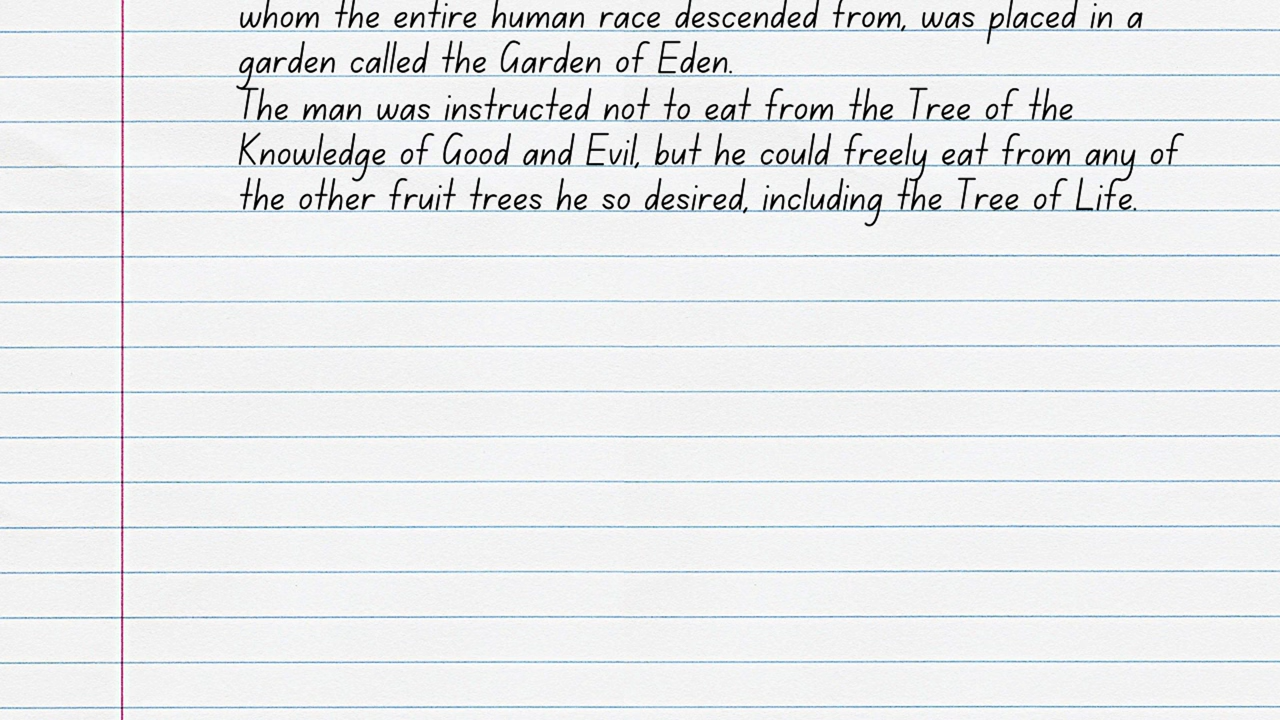 whom the entire human race descended from, was placed in a
garden called the Garden of Eden.
The man was instructed not to eat from the Tree of the
Knowledge of Good and Evil, but he could freely eat from any of
the other fruit trees he so desired, including the Tree of Life.